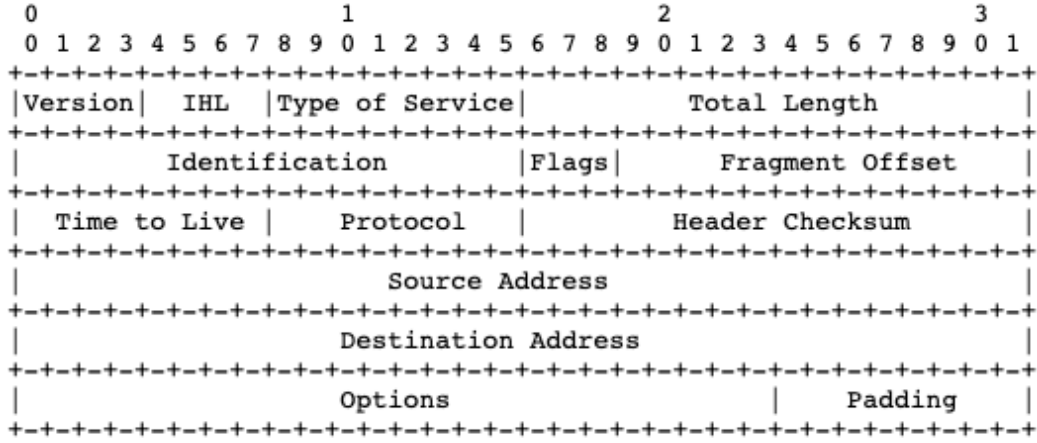 0                   1                   2                   3
 0 1 2 3 4 5 6 7 8 9 0 1 2 3 4 5 6 7 8 9 0 1 2 3 4 5 6 7 8 9 0 1
+-+-+-+-+-+-+-+-+-+-+-+-+-+-+-+-+-+-+-+-+-+-+-+-+-+-+-+-+-+-+-+-+
|Version|  IHL  |Type of Service|          Total Length         |
+-+-+-+-+-+-+-+-+-+-+-+-+-+-+-+-+-+-+-+-+-+-+-+-+-+-+-+-+-+-+-+-+
|         Identification        |Flags|      Fragment Offset    |
+-+-+-+-+-+-+-+-+-+-+-+-+-+-+-+-+-+-+-+-+-+-+-+-+-+-+-+-+-+-+-+-+
|  Time to Live |    Protocol   |         Header Checksum       |
+-+-+-+-+-+-+-+-+-+-+-+-+-+-+-+-+-+-+-+-+-+-+-+-+-+-+-+-+-+-+-+-+
|                       Source Address                          |
+-+-+-+-+-+-+-+-+-+-+-+-+-+-+-+-+-+-+-+-+-+-+-+-+-+-+-+-+-+-+-+-+
|                    Destination Address                        |
+-+-+-+-+-+-+-+-+-+-+-+-+-+-+-+-+-+-+-+-+-+-+-+-+-+-+-+-+-+-+-+-+
|                    Options                    |    Padding    |
+-+-+-+-+-+-+-+-+-+-+-+-+-+-+-+-+-+-+-+-+-+-+-+-+-+-+-+-+-+-+-+-+